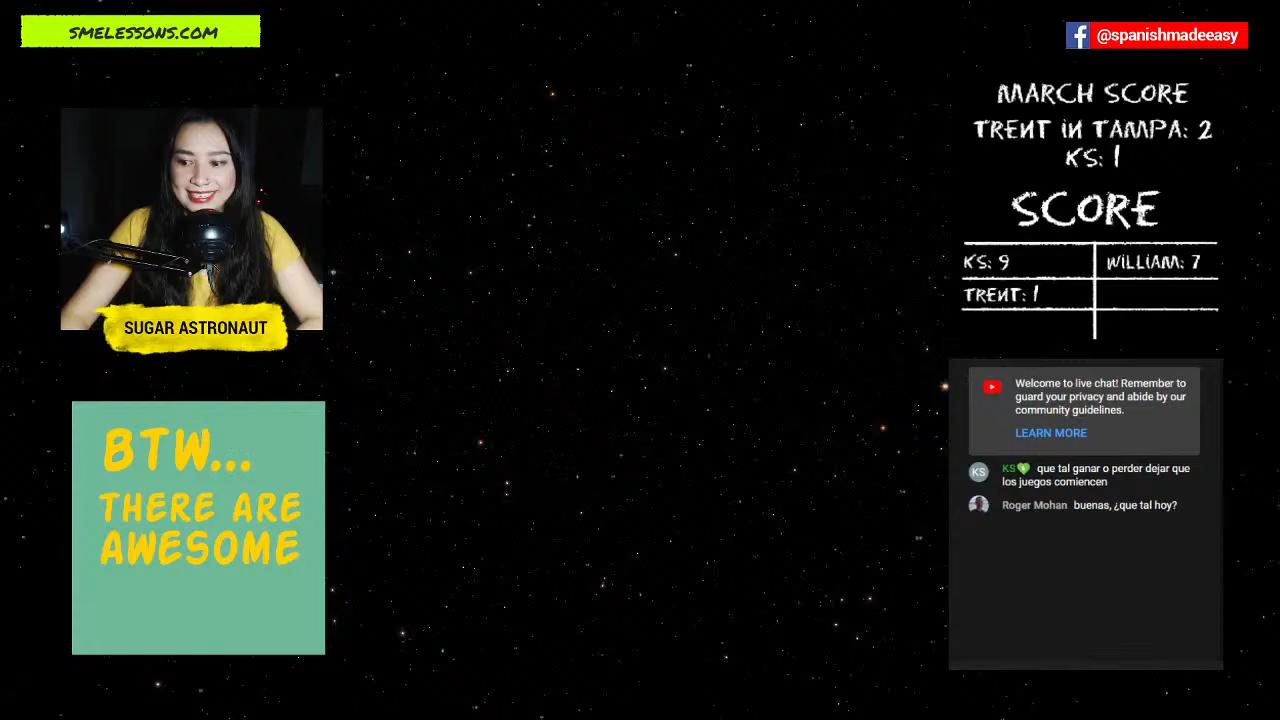 SMELESSONS.COM
@spanishmadeeasy
MARCH SCORE
TRENT IN TAMPA: 2
KS: 1
SCORE
KS: 9
WILLIAM: 7
TRENT: 1
SUGAR ASTRONAUT
BTW...
THERE ARE
AWESOME
Welcome to live chat! Remember to
guard your privacy and abide by our
community guidelines.
LEARN MORE
KS KS que tal ganar o perder dejar que
los juegos comiencen
Roger Mohan buenas, ¿que tal hoy?